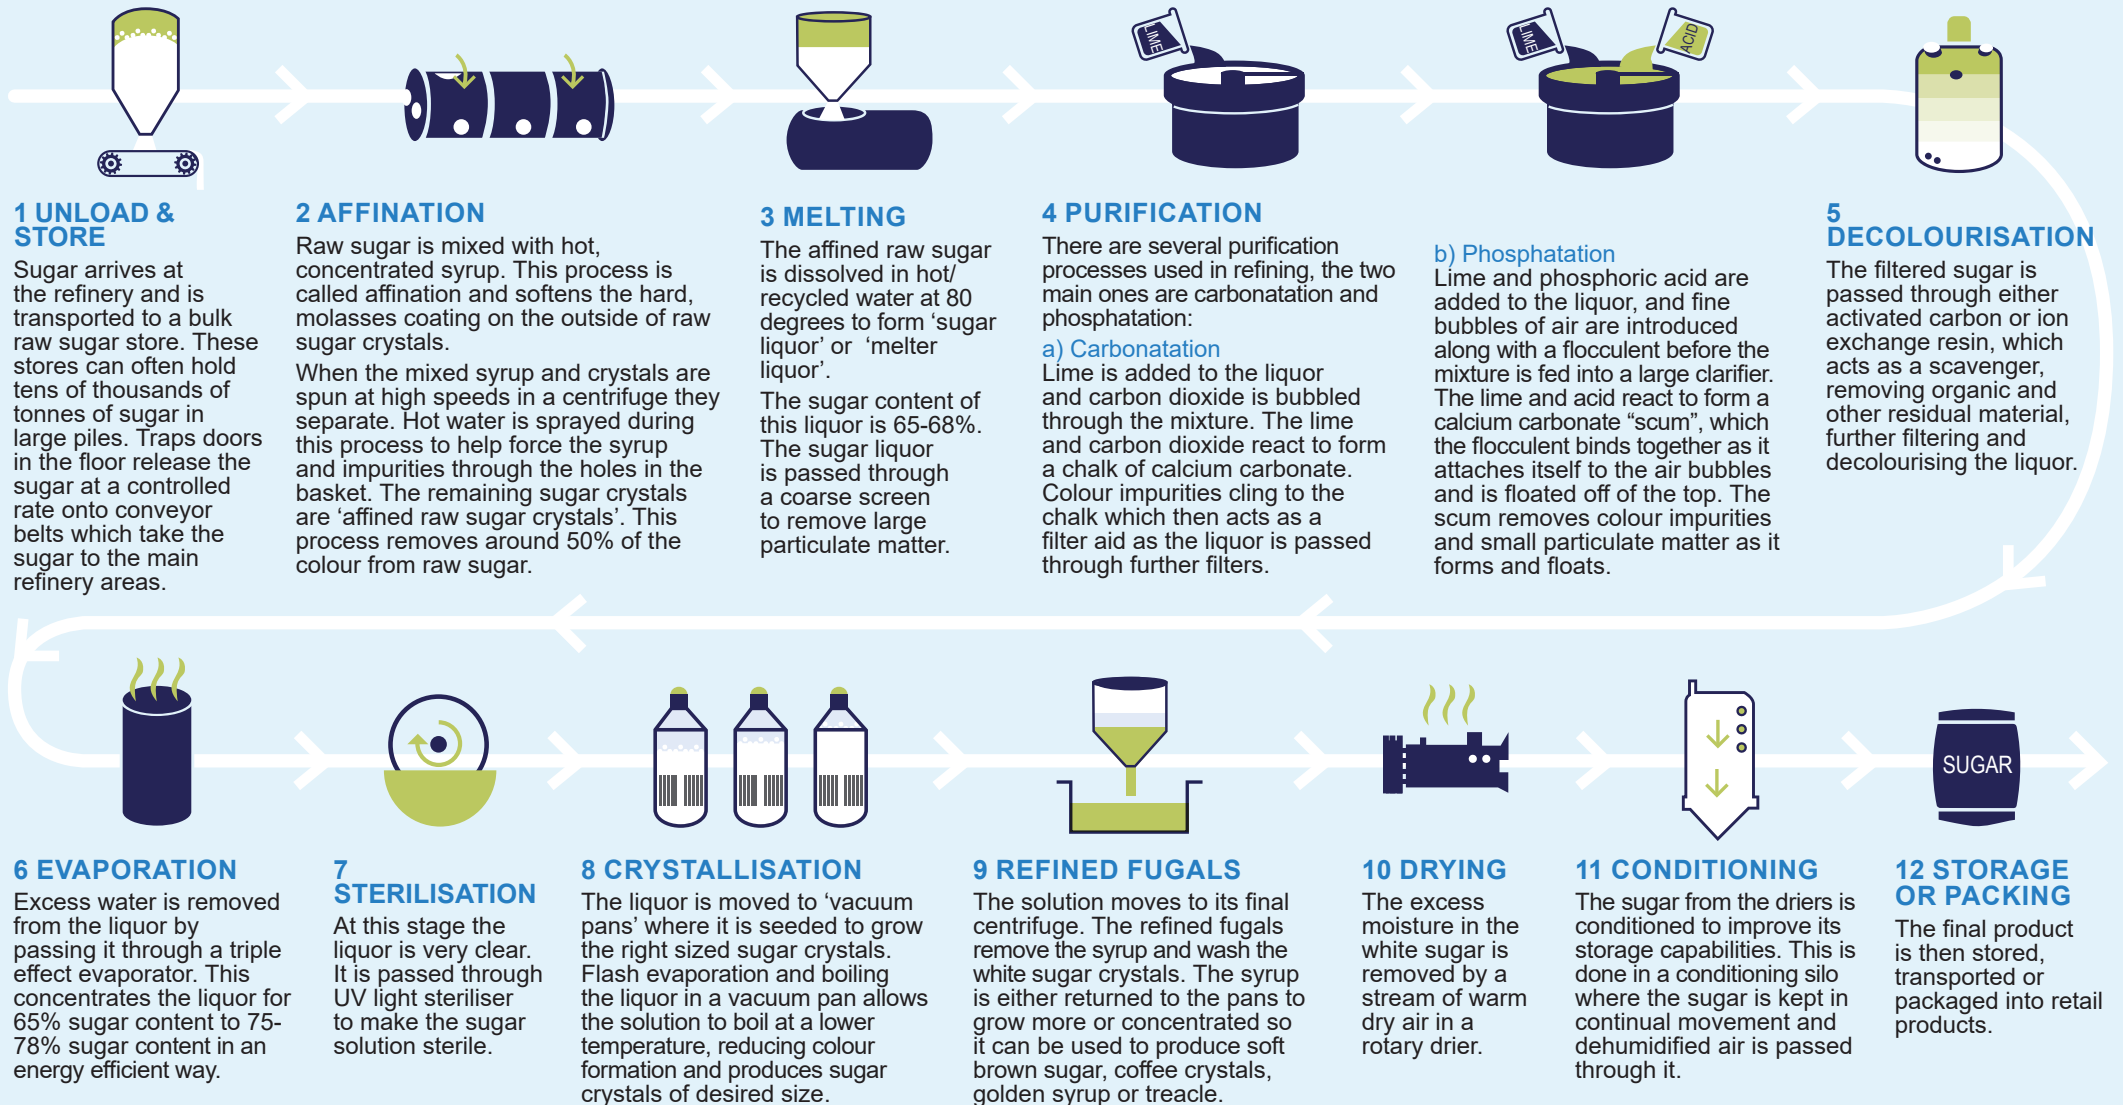 LIME
LIME
ACID
1 UNLOAD &
STORE
Sugar arrives at
the refinery and is
transported to a bulk
raw sugar store. These
stores can often hold
tens of thousands of
tonnes of sugar in
large piles. Traps doors
in the floor release the
sugar at a controlled
rate onto conveyor
belts which take the
sugar to the main
refinery areas.
2 AFFINATION
Raw sugar is mixed with hot,
concentrated syrup. This process is
called affination and softens the hard,
molasses coating on the outside of raw
sugar crystals.
When the mixed syrup and crystals are
spun at high speeds in a centrifuge they
separate. Hot water is sprayed during
this process to help force the syrup
and impurities through the holes in the
basket. The remaining sugar crystals
are ‘affined raw sugar crystals’. This
process removes around 50% of the
colour from raw sugar.
3 MELTING
The affined raw sugar
is dissolved in hot/
recycled water at 80
degrees to form ‘sugar
liquor’ or ‘melter
liquor’.
The sugar content of
this liquor is 65-68%.
The sugar liquor
is passed through
a coarse screen
to remove large
particulate matter.
4 PURIFICATION
There are several purification
processes used in refining, the two
main ones are carbonatation and
phosphatation:
a) Carbonatation
Lime is added to the liquor
and carbon dioxide is bubbled
through the mixture. The lime
and carbon dioxide react to form
a chalk of calcium carbonate.
Colour impurities cling to the
chalk which then acts as a
filter aid as the liquor is passed
through further filters.
b) Phosphatation
Lime and phosphoric acid are
added to the liquor, and fine
bubbles of air are introduced
along with a flocculent before the
mixture is fed into a large clarifier.
The lime and acid react to form a
calcium carbonate “scum”, which
the flocculent binds together as it
attaches itself to the air bubbles
and is floated off of the top. The
scum removes colour impurities
and small particulate matter as it
forms and floats.
5
DECOLOURISATION
The filtered sugar is
passed through either
activated carbon or ion
exchange resin, which
acts as a scavenger,
removing organic and
other residual material,
further filtering and
decolourising the liquor.
SUGAR
6 EVAPORATION
Excess water is removed
from the liquor by
passing it through a triple
effect evaporator. This
concentrates the liquor for
65% sugar content to 75-
78% sugar content in an
energy efficient way.
7
STERILISATION
At this stage the
liquor is very clear.
It is passed through
UV light steriliser
to make the sugar
solution sterile.
8 CRYSTALLISATION
The liquor is moved to ‘vacuum
pans’ where it is seeded to grow
the right sized sugar crystals.
Flash evaporation and boiling
the liquor in a vacuum pan allows
the solution to boil at a lower
temperature, reducing colour
formation and produces sugar
crystals of desired size.
9 REFINED FUGALS
The solution moves to its final
centrifuge. The refined fugals
remove the syrup and wash the
white sugar crystals. The syrup
is either returned to the pans to
grow more or concentrated so
it can be used to produce soft
brown sugar, coffee crystals,
golden syrup or treacle.
10 DRYING
The excess
moisture in the
white sugar is
removed by a
stream of warm
dry air in a
rotary drier.
11 CONDITIONING
The sugar from the driers is
conditioned to improve its
storage capabilities. This is
done in a conditioning silo
where the sugar is kept in
continual movement and
dehumidified air is passed
through it.
12 STORAGE
OR PACKING
The final product
is then stored,
transported or
packaged into retail
products.